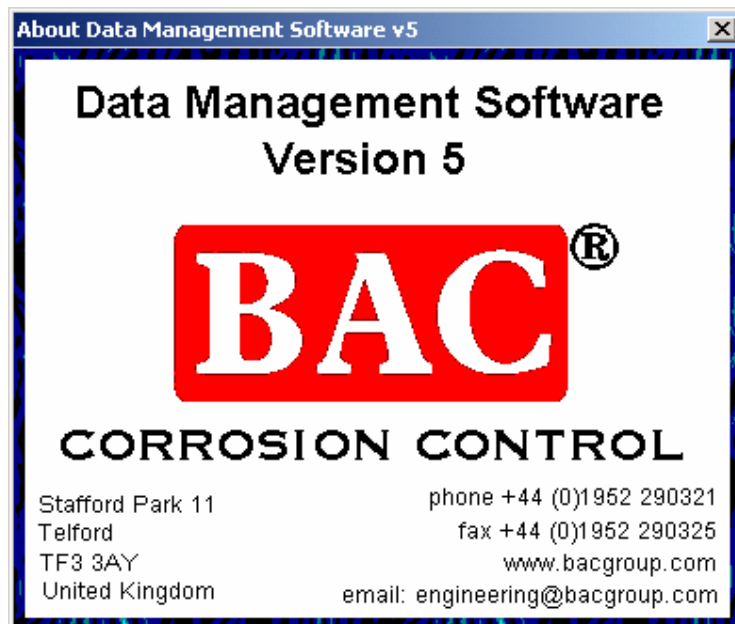 About Data Management Software v5
Data Management Software
Version 5
BAC®
CORROSION CONTROL
Stafford Park 11
Telford
TF3 3AY
United Kingdom
phone +44 (0)1952 290321
fax +44 (0)1952 290325
www.bacgroup.com
email: engineering@bacgroup.com